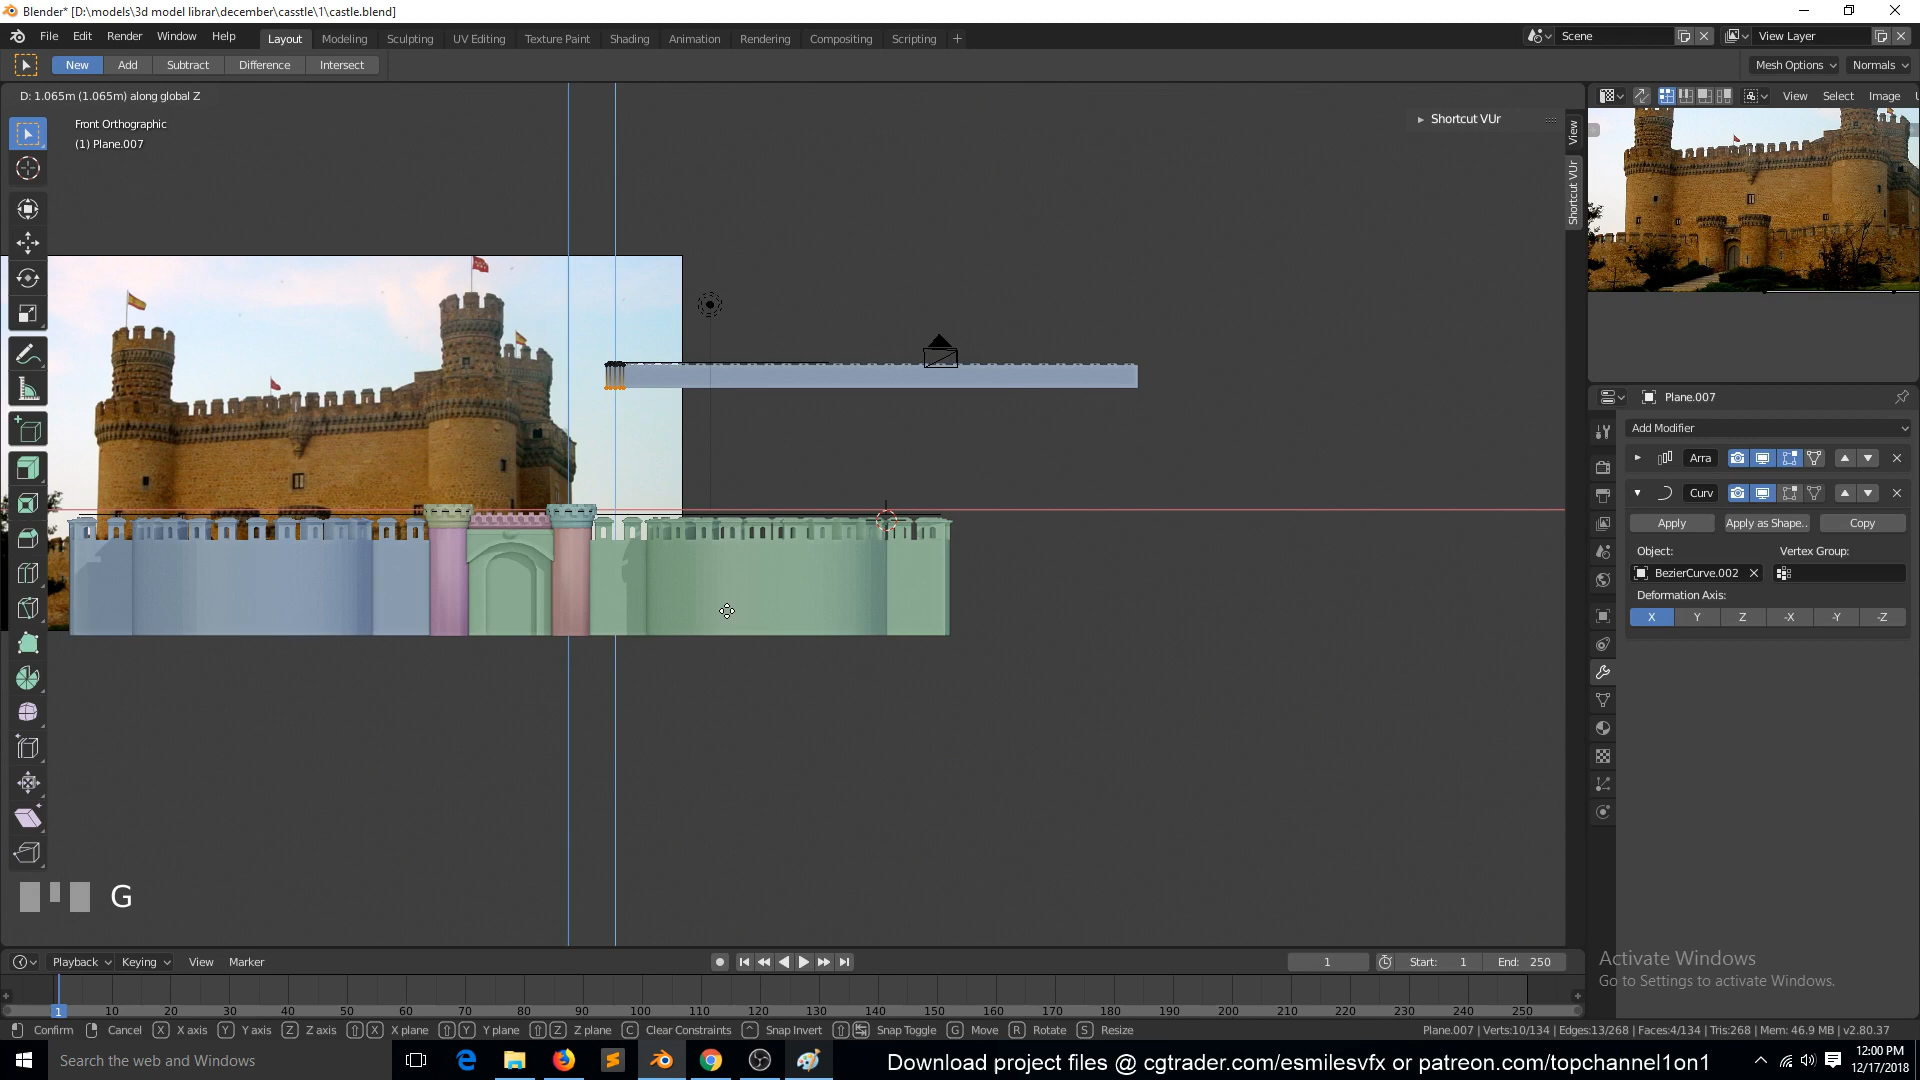 Blender* [D:\models\3d model librar\december\casstle\1\castle.blend]
File Edit Render Window Help Layout Modeling Sculpting UV Editing Texture Paint Shading Animation Rendering Compositing Scripting + Scene View Layer
New Add Subtract Difference Intersect Mesh Options Normals
D: 1.065m (1.065m) along global Z
View Select Image
Front Orthographic
(1) Plane.007
Shortcut VUr
View
Shortcut VUr
Plane.007
Add Modifier
Arra
Curv
Apply Apply as Shape.. Copy
Object: Vertex Group:
BezierCurve.002
Deformation Axis:
X Y Z -X -Y -Z
G
Activate Windows
Go to Settings to activate Windows.
Playback Keying View Marker 1 Start: 1 End: 250
1 10 20 30 40 50 60 70 80 90 100 110 120 130 140 150 160 170 180 190 200 210 220 230 240 250
Confirm Cancel X X axis Y Y axis Z Z axis X X plane Y Y plane Z Z plane C Clear Constraints ^ Snap Invert Snap Toggle G Move R Rotate S Resize Plane.007 | Verts:10/134 | Edges:13/268 | Faces:4/134 | Tris:268 | Mem: 46.9 MB | v2.80.37
Search the web and Windows
Download project files @ cgtrader.com/esmilesvfx or patreon.com/topchannel1on1
12:00 PM
12/17/2018